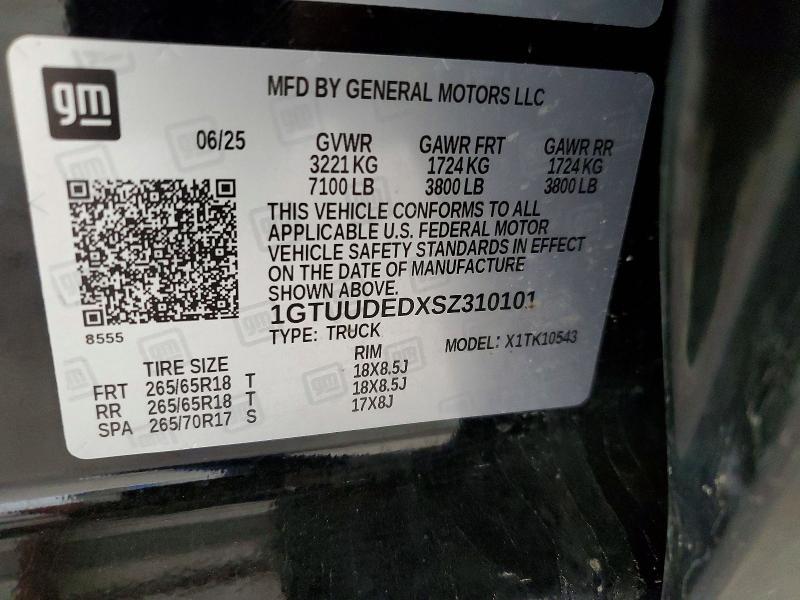 gm
MFD BY GENERAL MOTORS LLC
06/25 GVWR GAWR FRT GAWR RR
3221 KG 1724 KG 1724 KG
7100 LB 3800 LB 3800 LB
THIS VEHICLE CONFORMS TO ALL
APPLICABLE U.S. FEDERAL MOTOR
VEHICLE SAFETY STANDARDS IN EFFECT
ON THE DATE OF MANUFACTURE
SHOWN ABOVE.
1GTUUDEDXSZ310101
8555
TYPE: TRUCK MODEL: X1TK10543
TIRE SIZE RIM
FRT 265/65R18 T 18X8.5J
RR 265/65R18 T 18X8.5J
SPA 265/70R17 S 17X8J